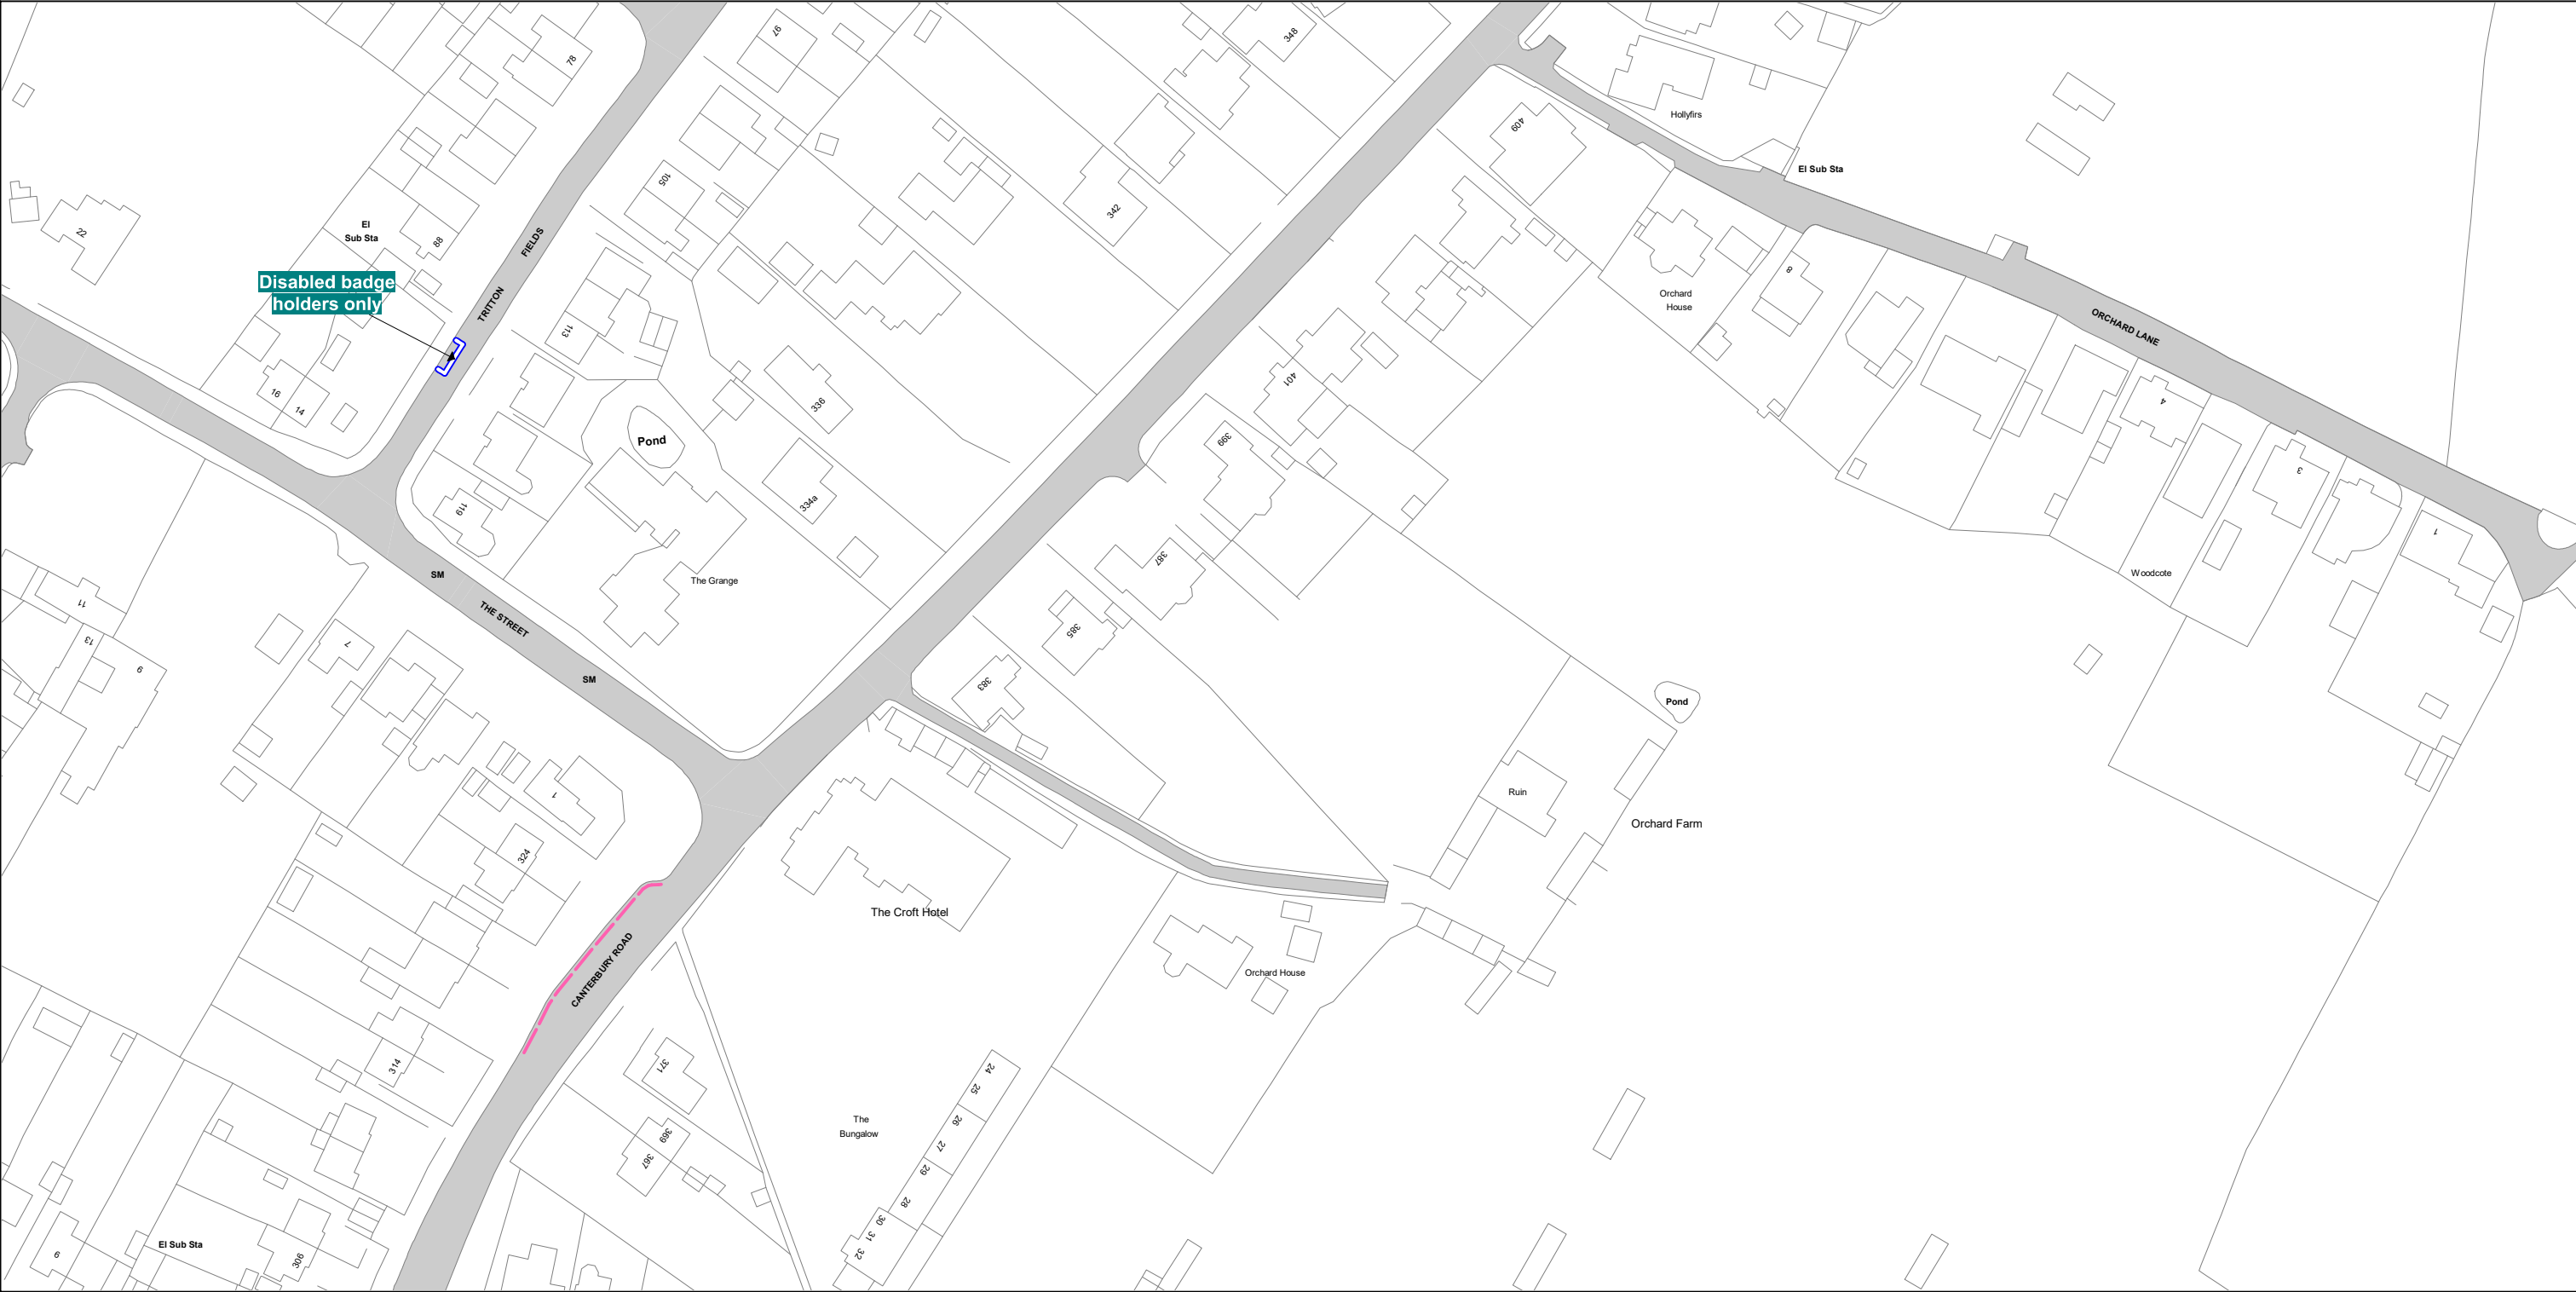 97
348
78
Hollyfirs
409
El Sub Sta
105
342
22
El
Sub Sta
88
FIELDS
8
Disabled badge
holders only
TRITTON
Orchard
House
ORCHARD LANE
113
401
16
14
336
4
Pond
399
3
334a
119
1
387
SM
The Grange
Woodcote
11
THE STREET
385
13
7
9
SM
383
Pond
Ruin
1
Orchard Farm
324
The Croft Hotel
CANTERBURY ROAD
Orchard House
314
371
24
25
The
Bungalow
26
369
27
367
29
28
30
31
El Sub Sta
32
9
306